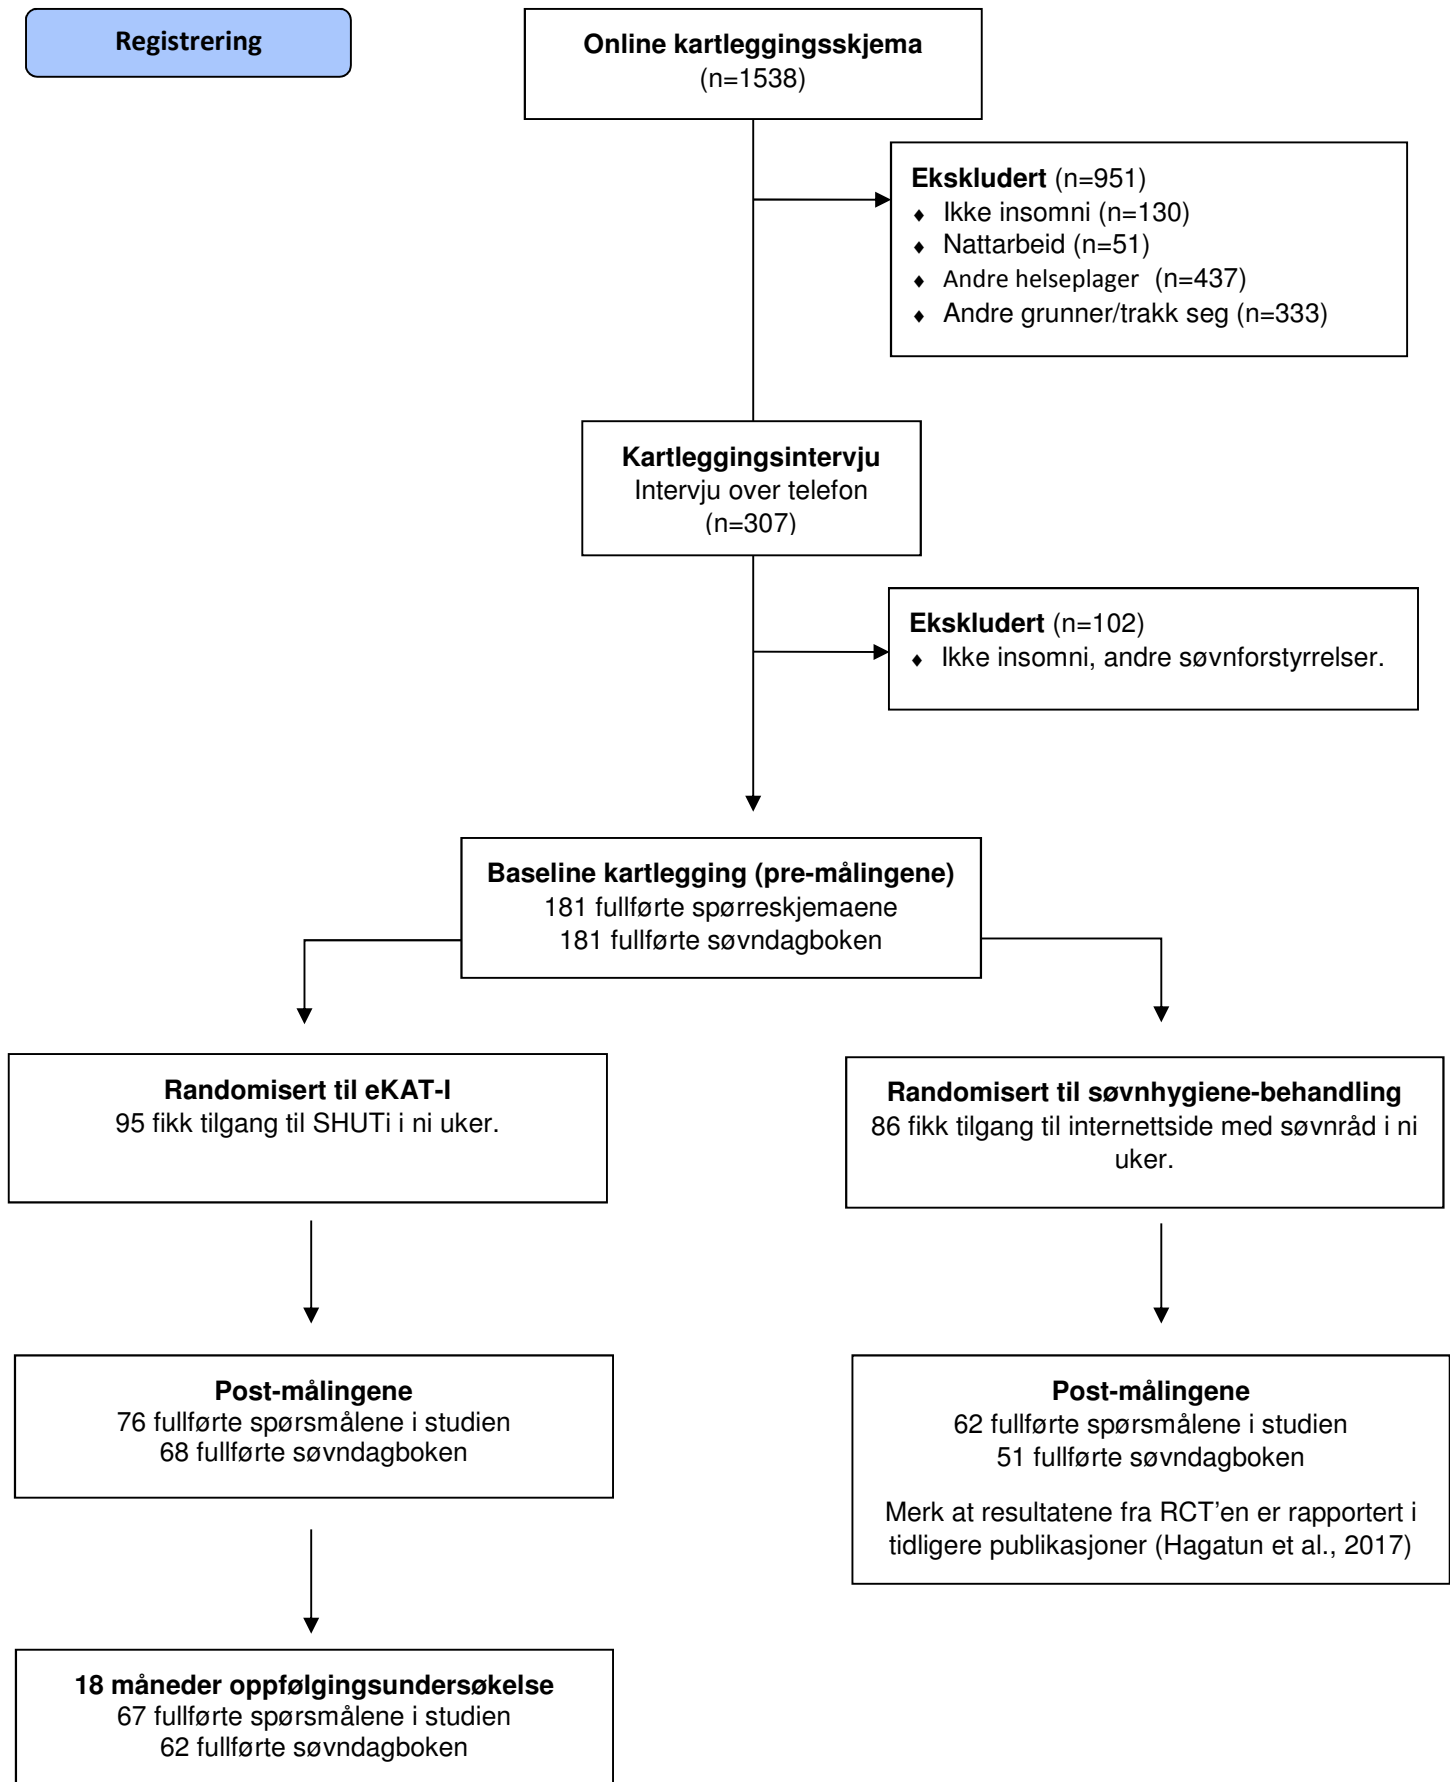 Registrering
Online kartleggingsskjema
(n=1538)
Ekskludert (n=951)
⬧ Ikke insomni (n=130)
⬧ Nattarbeid (n=51)
⬧ Andre helseplager (n=437)
⬧ Andre grunner/trakk seg (n=333)
Kartleggingsintervju
Intervju over telefon
(n=307)
Ekskludert (n=102)
⬧ Ikke insomni, andre søvnforstyrrelser.
Baseline kartlegging (pre-målingene)
181 fullførte spørreskjemaene
181 fullførte søvndagboken
Randomisert til eKAT-I
95 fikk tilgang til SHUTi i ni uker.
Randomisert til søvnhygiene-behandling
86 fikk tilgang til internettside med søvnråd i ni
uker.
Post-målingene
76 fullførte spørsmålene i studien
68 fullførte søvndagboken
Post-målingene
62 fullførte spørsmålene i studien
51 fullførte søvndagboken
Merk at resultatene fra RCT’en er rapportert i
tidligere publikasjoner (Hagatun et al., 2017)
18 måneder oppfølgingsundersøkelse
67 fullførte spørsmålene i studien
62 fullførte søvndagboken